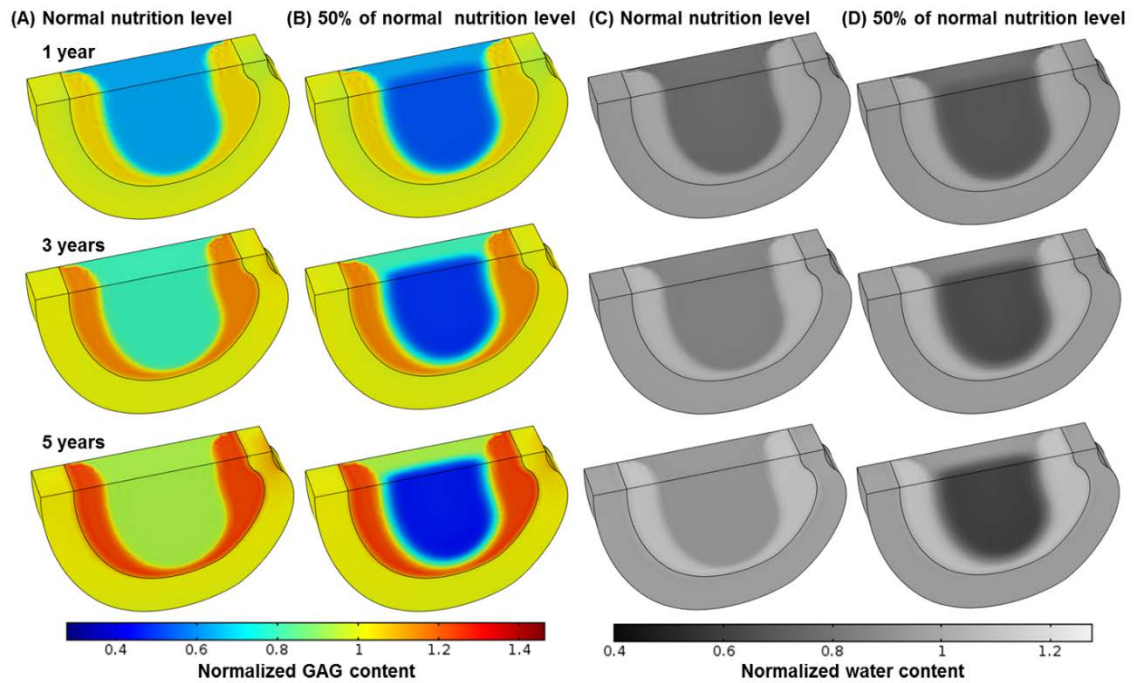 (A) Normal nutrition level
(B) 50% of normal nutrition level
(C) Normal nutrition level
(D) 50% of normal nutrition level
1 year
3 years
5 years
0.4 0.6 0.8 1 1.2 1.4
Normalized GAG content
0.4 0.6 0.8 1 1.2
Normalized water content